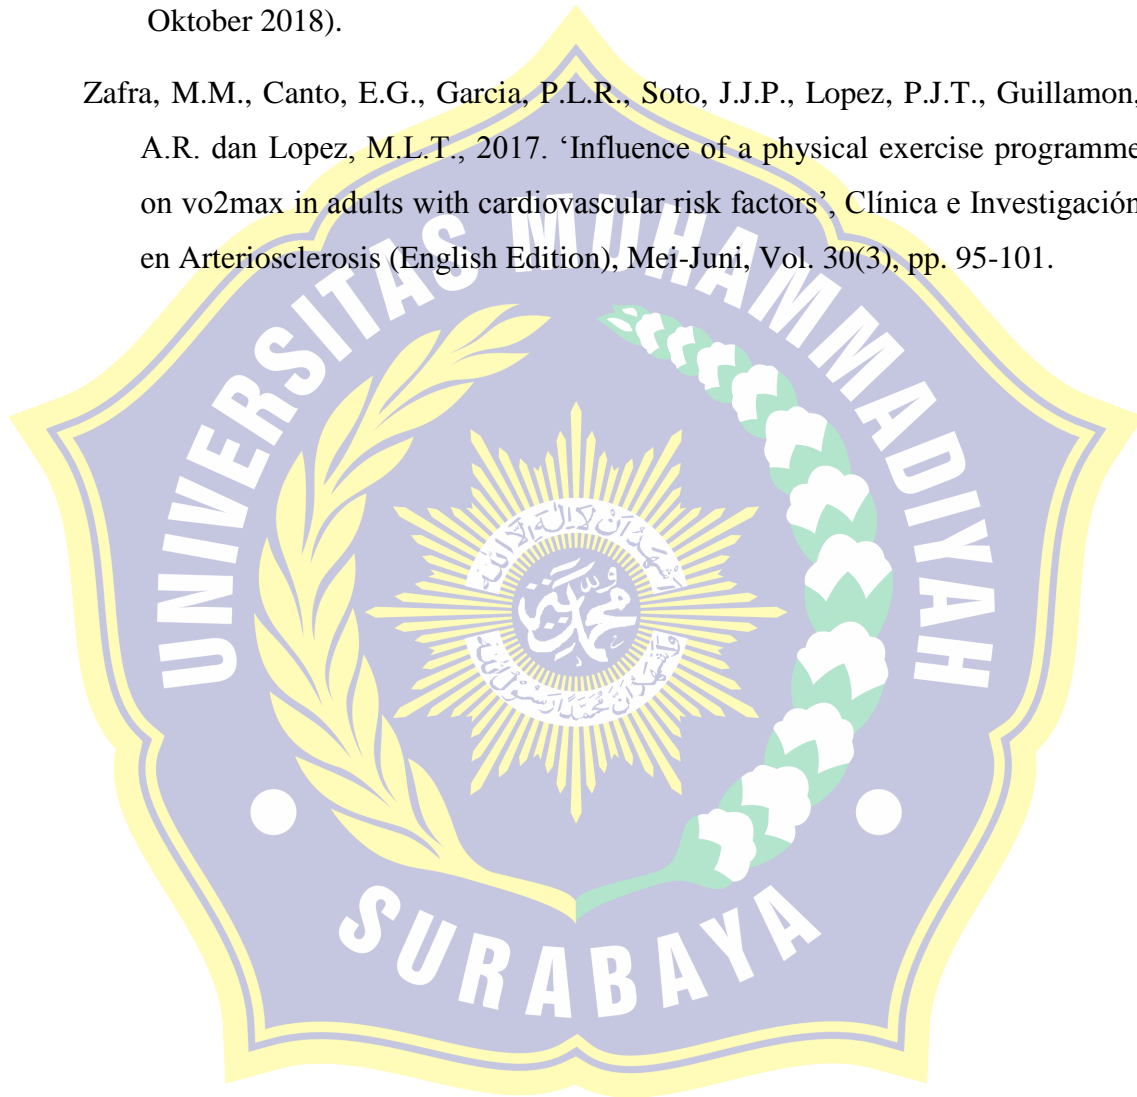 Oktober 2018).
Zafra, M.M., Canto, E.G., Garcia, P.L.R., Soto, J.J.P., Lopez, P.J.T., Guillamon,
A.R. dan Lopez, M.L.T., 2017. ‘Influence of a physical exercise programme
on vo2max in adults with cardiovascular risk factors’, Clínica e Investigación
en Arteriosclerosis (English Edition), Mei-Juni, Vol. 30(3), pp. 95-101.
UNIVERSITAS MUHAMMADIYAH
اَشْهَدُ اَنْ لَا اِلٰهَ اِلَّا اللهُ
مُحَمَّدِيَّة
وَاَشْهَدُ اَنَّ مُحَمَّدًا رَسُوْلُ اللهِ
SURABAYA